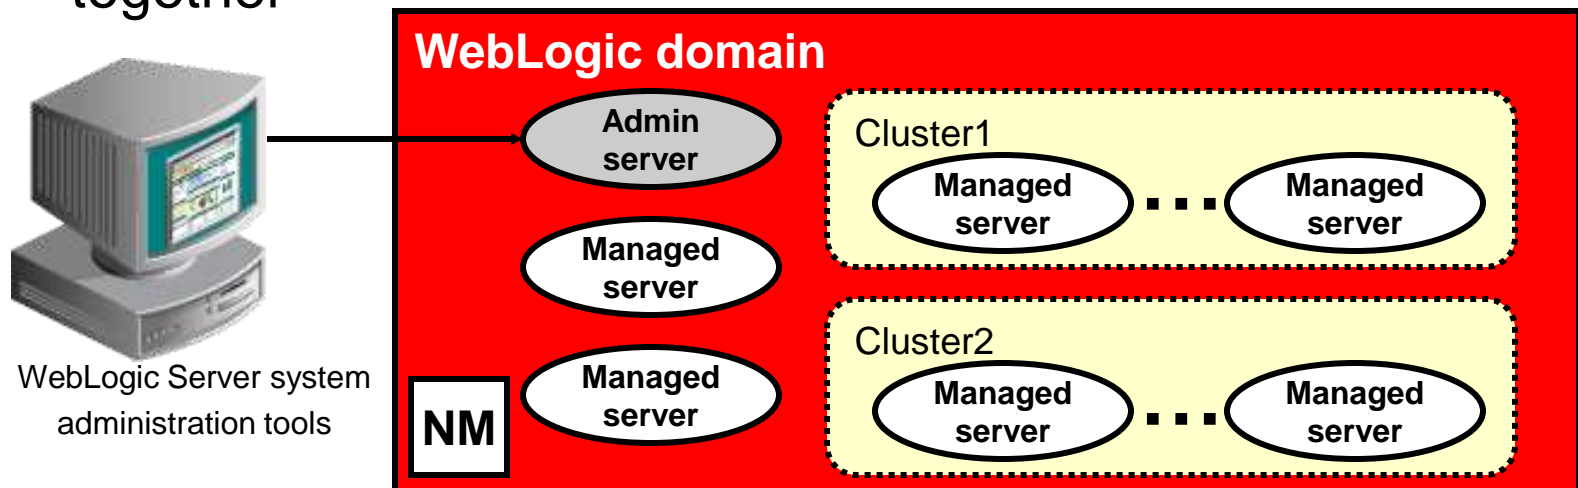 together
WebLogic domain
Admin
server
Cluster1
Managed
server
...
Managed
server
Managed
server
Cluster2
Managed
server
...
Managed
server
Managed
server
NM
WebLogic Server system
administration tools